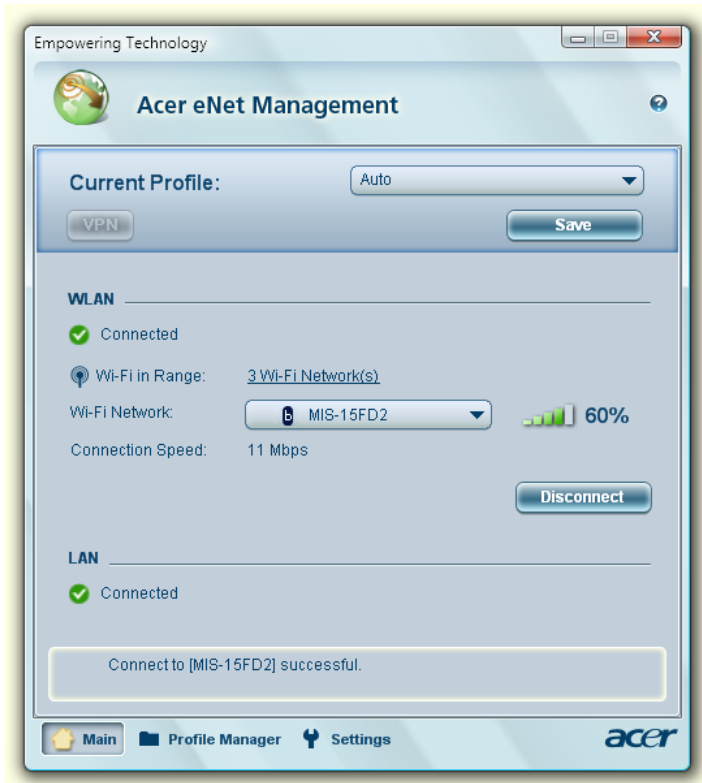 Empowering Technology
Acer eNet Management
Current Profile: Auto
VPN Save
WLAN
Connected
Wi-Fi in Range: 3 Wi-Fi Network(s)
Wi-Fi Network: b MIS-15FD2 60%
Connection Speed: 11 Mbps
Disconnect
LAN
Connected
Connect to [MIS-15FD2] successful.
Main Profile Manager Settings acer